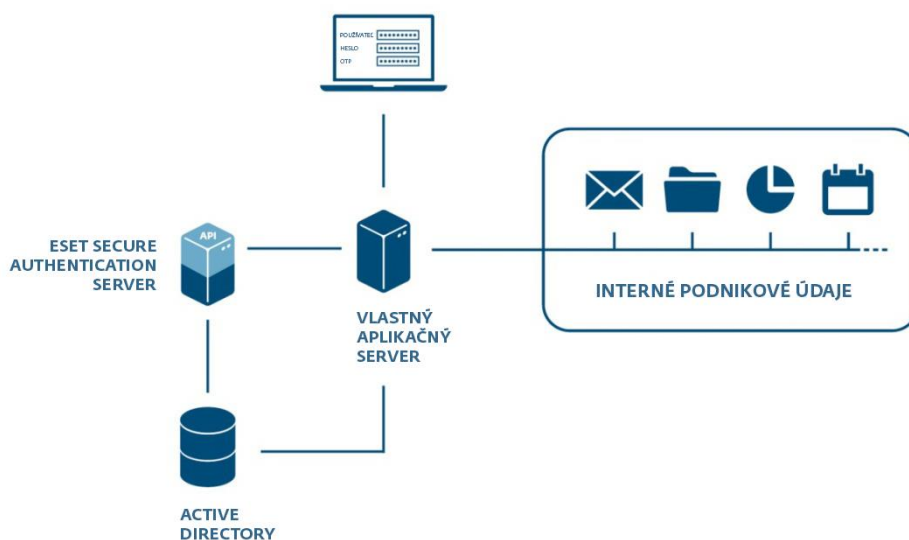 POUŽÍVATEĽ
HESLO
OTP
API
ESET SECURE
AUTHENTICATION
SERVER
VLASTNÝ
APLIKAČNÝ
SERVER
INTERNÉ PODNIKOVÉ ÚDAJE
ACTIVE
DIRECTORY